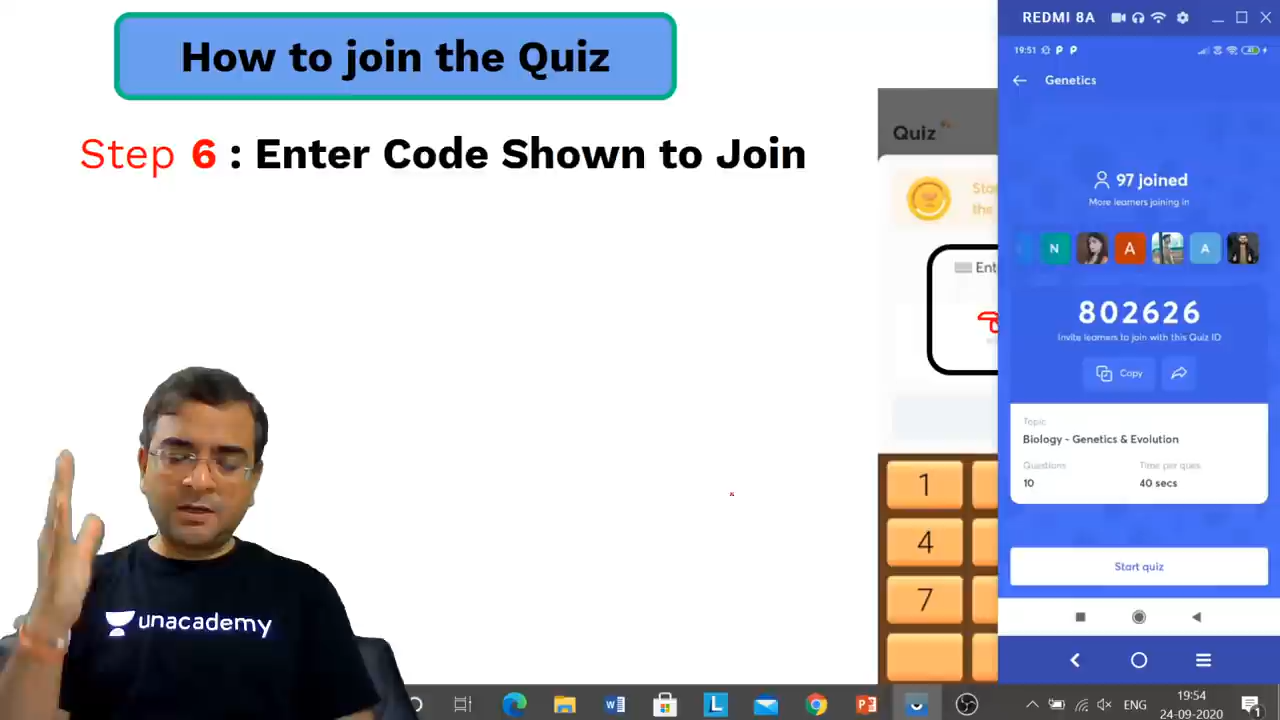 How to join the Quiz
Step 6 : Enter Code Shown to Join
unacademy
Quiz
the
1
4
7
REDMI 8A
19:51
Genetics
97 joined
More learners joining in
N
A
A
802626
Invite learners to join with this Quiz ID
Copy
Topic
Biology - Genetics & Evolution
Questions
Time per ques
10
40 secs
Start quiz
ENG
19:54
24-09-2020